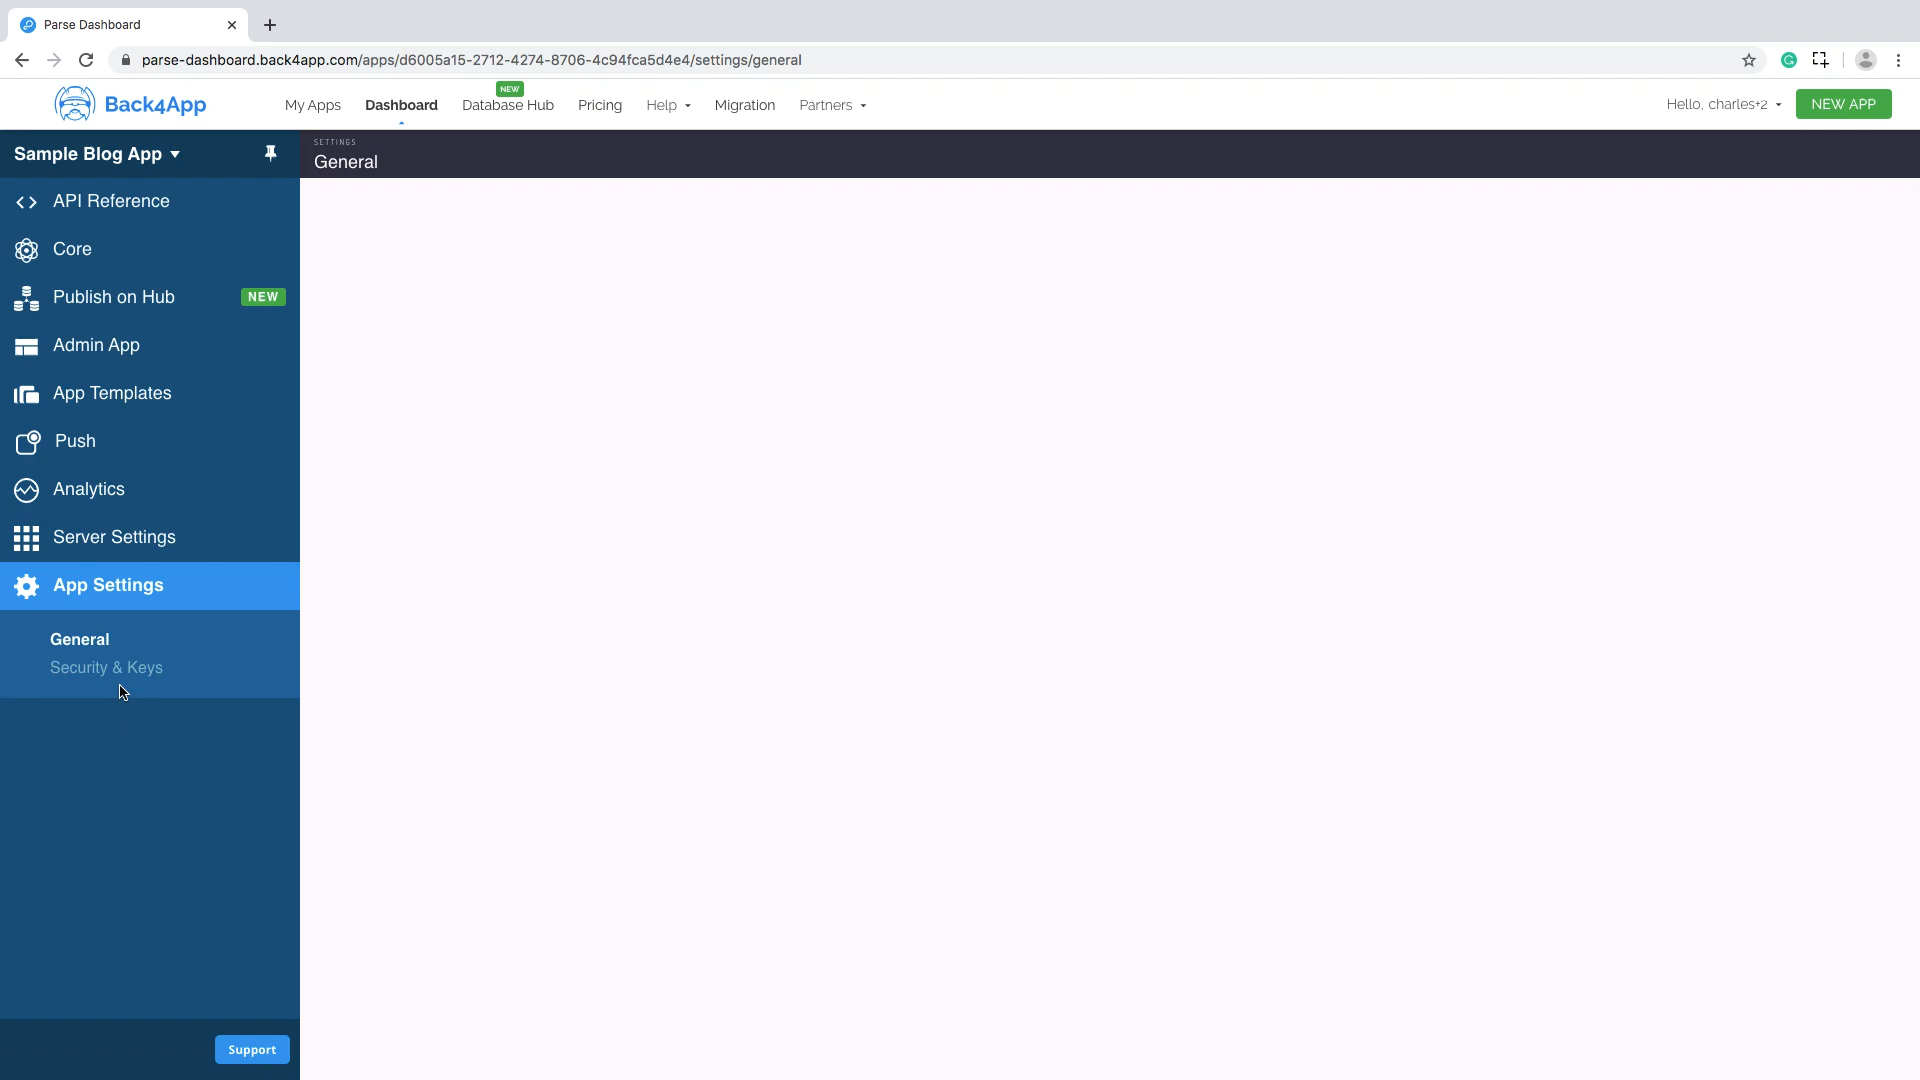 Parse Dashboard
parse-dashboard.back4app.com/apps/d6005a15-2712-4274-8706-4c94fca5d4e4/settings/general
Back4App
My Apps
Dashboard
NEW
Database Hub
Pricing
Help
Migration
Partners
Hello, charles+2
NEW APP
Sample Blog App
SETTINGS
General
API Reference
Core
Publish on Hub
NEW
Admin App
App Templates
Push
Analytics
Server Settings
App Settings
General
Security & Keys
Support